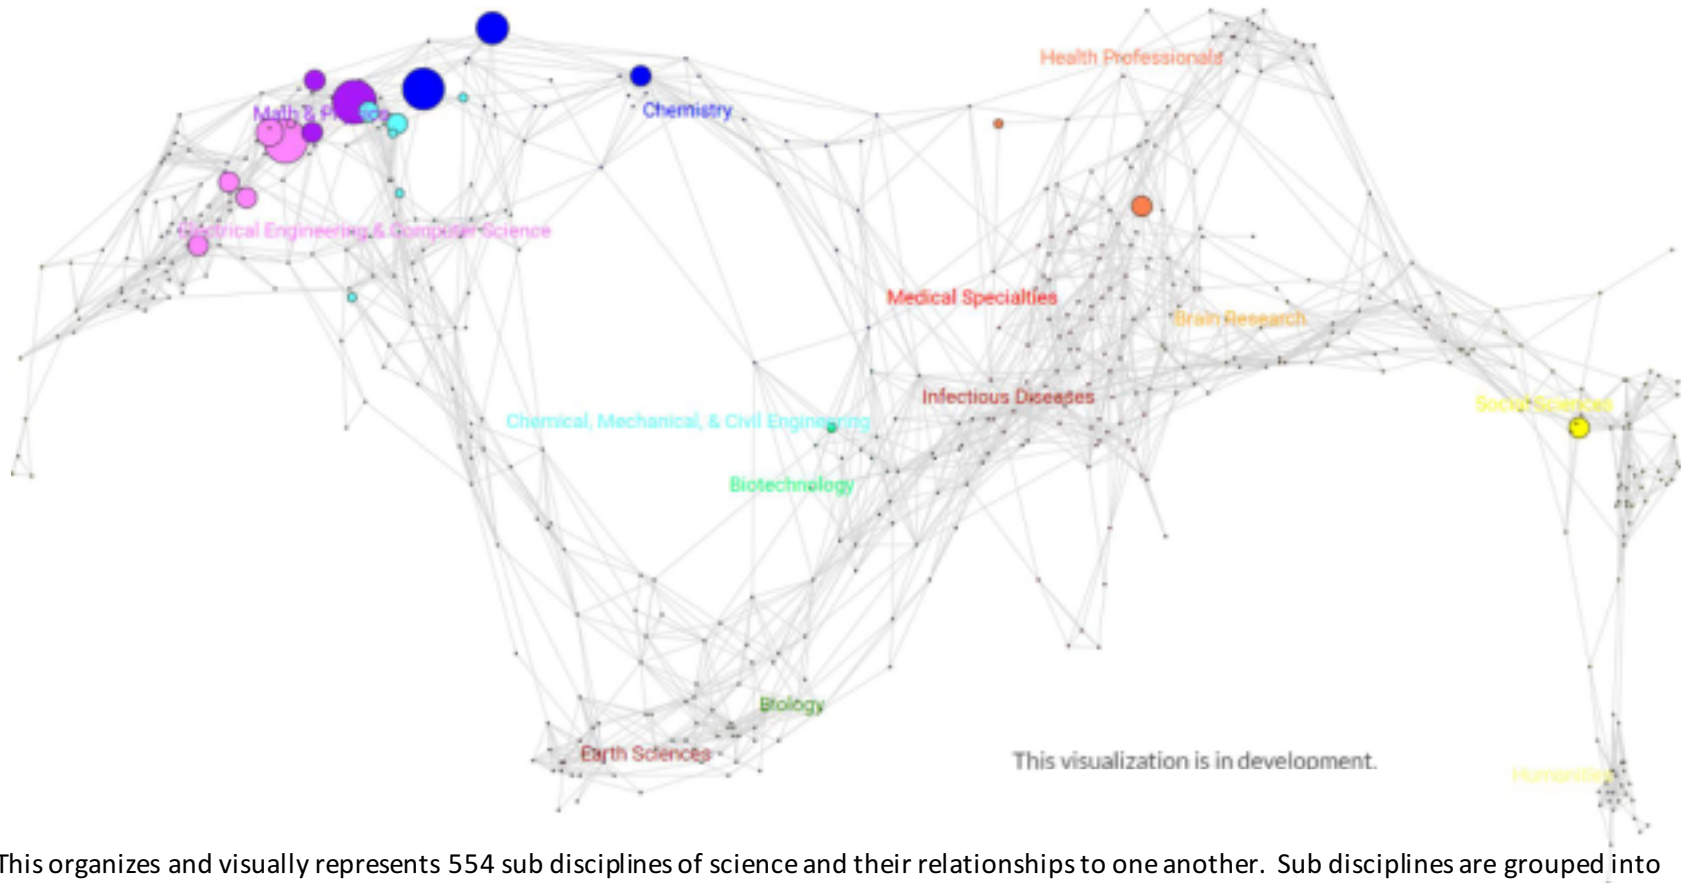 Health Professionals
Chemistry
Math & Physics
Electrical Engineering & Computer Science
Medical Specialties
Brain Research
Infectious Diseases
Social Sciences
Chemical, Mechanical, & Civil Engineering
Biotechnology
Biology
Earth Sciences
This visualization is in development.
Humanities
This organizes and visually represents 554 sub disciplines of science and their relationships to one another. Sub disciplines are grouped into